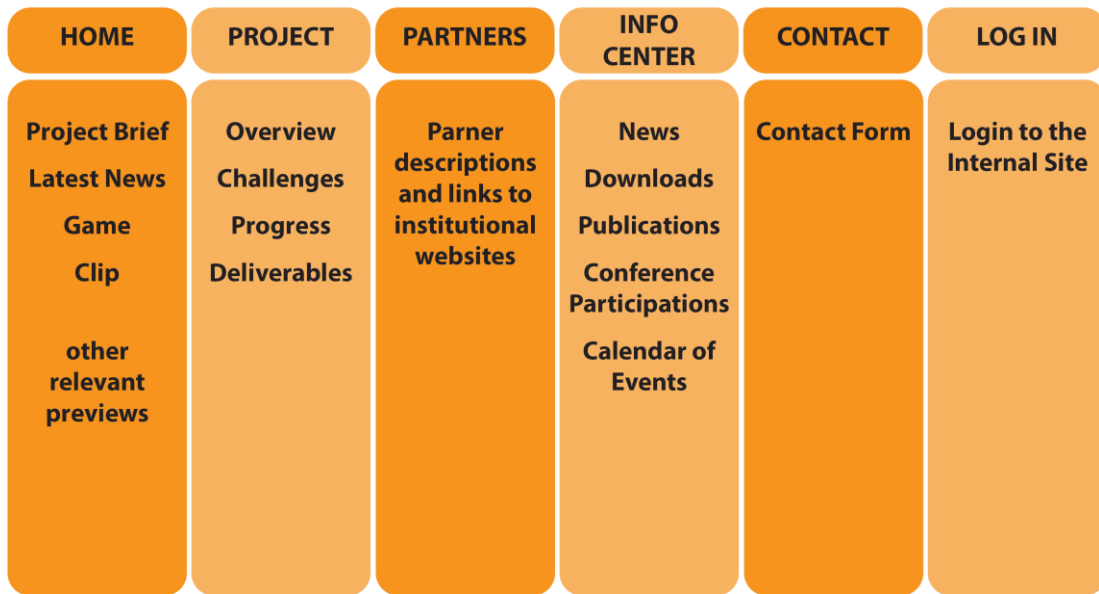 HOME
PROJECT
PARTNERS
INFO
CENTER
CONTACT
LOG IN
Project Brief
Latest News
Game
Clip
other
relevant
previews
Overview
Challenges
Progress
Deliverables
Parner
descriptions
and links to
institutional
websites
News
Downloads
Publications
Conference
Participations
Calendar of
Events
Contact Form
Login to the
Internal Site